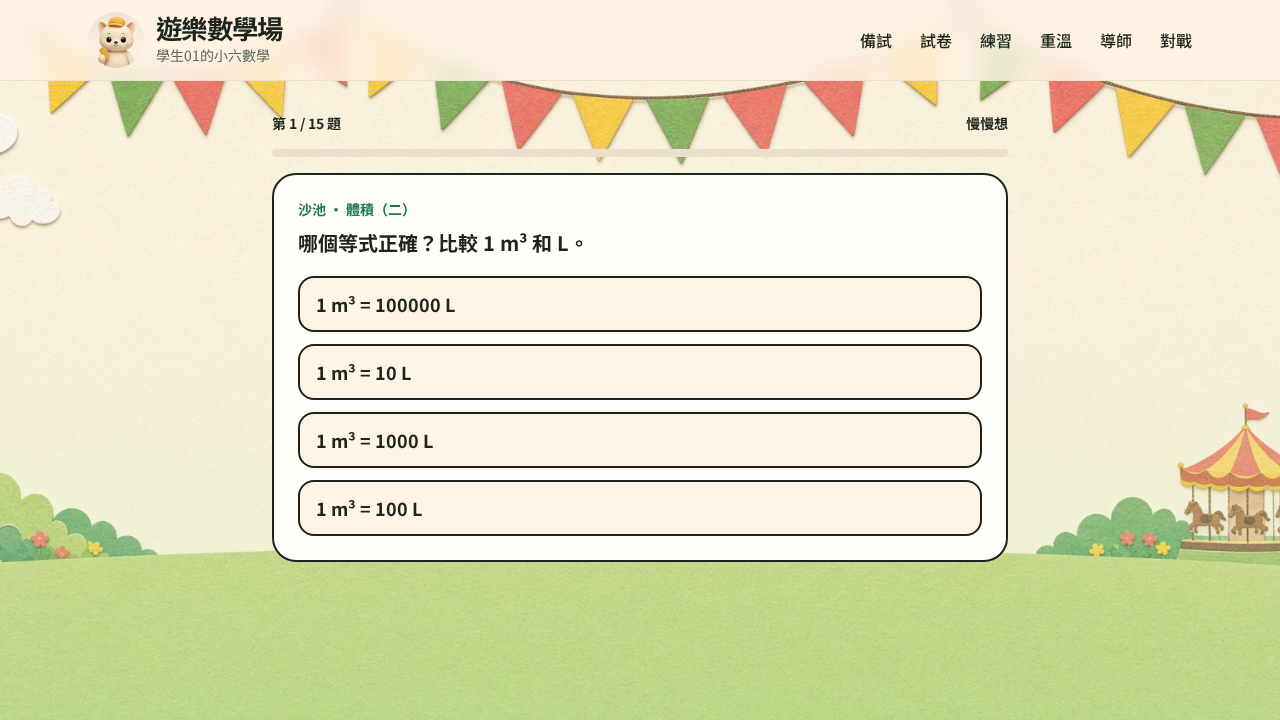 遊樂數學場
學生01的小六數學
備試 試卷 練習 重溫 導師 對戰
第 1 / 15 題
慢慢想
沙池 · 體積（二）
哪個等式正確？比較 1 m³ 和 L。
1 m³ = 100000 L
1 m³ = 10 L
1 m³ = 1000 L
1 m³ = 100 L